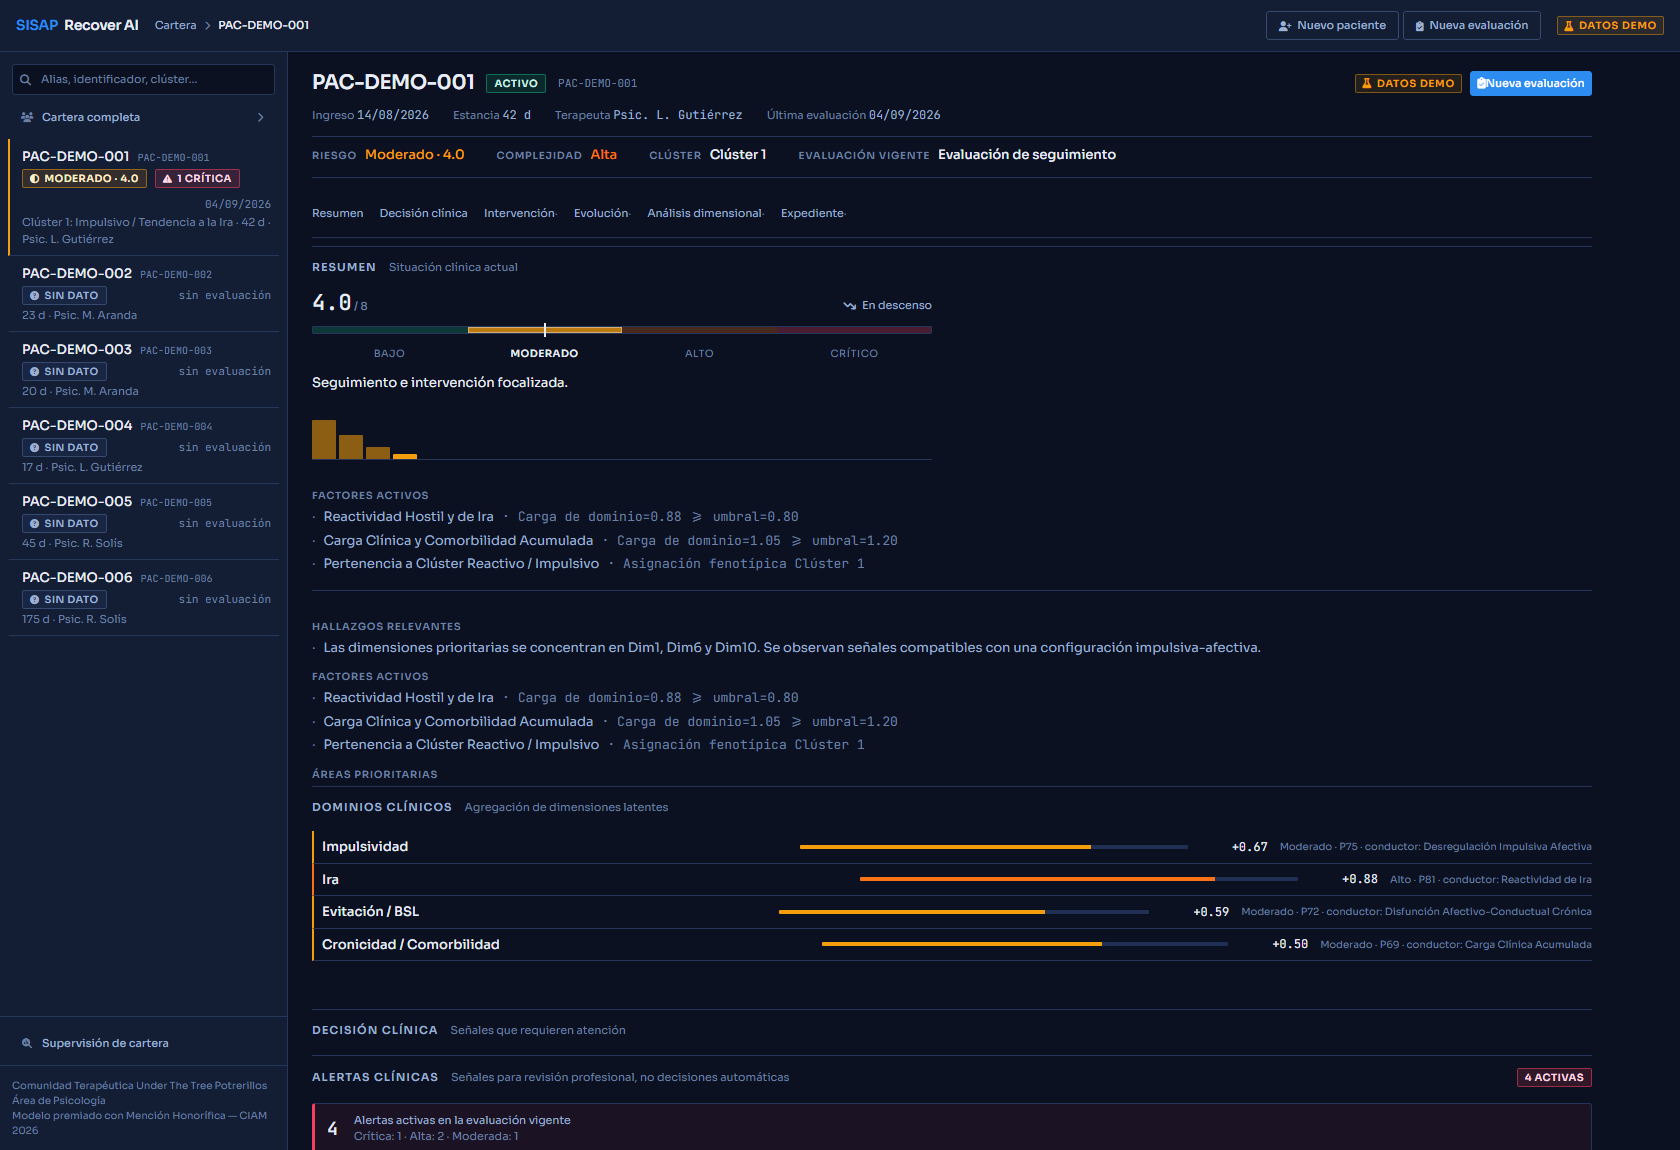 SISAP Recover AI Cartera > PAC-DEMO-001 Nuevo paciente Nueva evaluación DATOS DEMO
Alias, identificador, clúster...
Cartera completa
PAC-DEMO-001 PAC-DEMO-001
MODERADO · 4.0 1 CRÍTICA
04/09/2026
Clúster 1: Impulsivo / Tendencia a la Ira · 42 d ·
Psic. L. Gutiérrez
PAC-DEMO-002 PAC-DEMO-002
SIN DATO sin evaluación
23 d · Psic. M. Aranda
PAC-DEMO-003 PAC-DEMO-003
SIN DATO sin evaluación
20 d · Psic. M. Aranda
PAC-DEMO-004 PAC-DEMO-004
SIN DATO sin evaluación
17 d · Psic. L. Gutiérrez
PAC-DEMO-005 PAC-DEMO-005
SIN DATO sin evaluación
45 d · Psic. R. Solís
PAC-DEMO-006 PAC-DEMO-006
SIN DATO sin evaluación
175 d · Psic. R. Solís
Supervisión de cartera
Comunidad Terapéutica Under The Tree Potrerillos
Área de Psicología
Modelo premiado con Mención Honorífica — CIAM
2026
PAC-DEMO-001 ACTIVO PAC-DEMO-001 DATOS DEMO Nueva evaluación
Ingreso 14/08/2026 Estancia 42 d Terapeuta Psic. L. Gutiérrez Última evaluación 04/09/2026
RIESGO Moderado · 4.0 COMPLEJIDAD Alta CLÚSTER Clúster 1 EVALUACIÓN VIGENTE Evaluación de seguimiento
Resumen Decisión clínica Intervención· Evolución· Análisis dimensional· Expediente·
RESUMEN Situación clínica actual
4.0 / 8 En descenso
BAJO MODERADO ALTO CRÍTICO
Seguimiento e intervención focalizada.
FACTORES ACTIVOS
· Reactividad Hostil y de Ira · Carga de dominio=0.88 ⩾ umbral=0.80
· Carga Clínica y Comorbilidad Acumulada · Carga de dominio=1.05 ⩾ umbral=1.20
· Pertenencia a Clúster Reactivo / Impulsivo · Asignación fenotípica Clúster 1
HALLAZGOS RELEVANTES
· Las dimensiones prioritarias se concentran en Dim1, Dim6 y Dim10. Se observan señales compatibles con una configuración impulsiva-afectiva.
FACTORES ACTIVOS
· Reactividad Hostil y de Ira · Carga de dominio=0.88 ⩾ umbral=0.80
· Carga Clínica y Comorbilidad Acumulada · Carga de dominio=1.05 ⩾ umbral=1.20
· Pertenencia a Clúster Reactivo / Impulsivo · Asignación fenotípica Clúster 1
ÁREAS PRIORITARIAS
DOMINIOS CLÍNICOS Agregación de dimensiones latentes
Impulsividad +0.67 Moderado · P75 · conductor: Desregulación Impulsiva Afectiva
Ira +0.88 Alto · P81 · conductor: Reactividad de Ira
Evitación / BSL +0.59 Moderado · P72 · conductor: Disfunción Afectivo-Conductual Crónica
Cronicidad / Comorbilidad +0.50 Moderado · P69 · conductor: Carga Clínica Acumulada
DECISIÓN CLÍNICA Señales que requieren atención
ALERTAS CLÍNICAS Señales para revisión profesional, no decisiones automáticas 4 ACTIVAS
4 Alertas activas en la evaluación vigente
Crítica: 1 · Alta: 2 · Moderada: 1